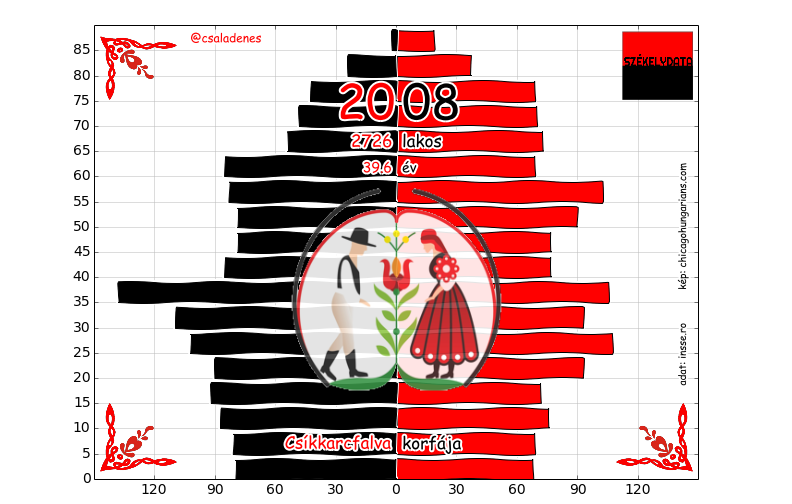 @csaladenes
SZÉKELYDATA
2008
2726 lakos
39.6 év
Csíkkarcfalva korfája
kép: chicagohungarians.com
adat: insse.ro
85
80
75
70
65
60
55
50
45
40
35
30
25
20
15
10
5
0
120 90 60 30 0 30 60 90 120